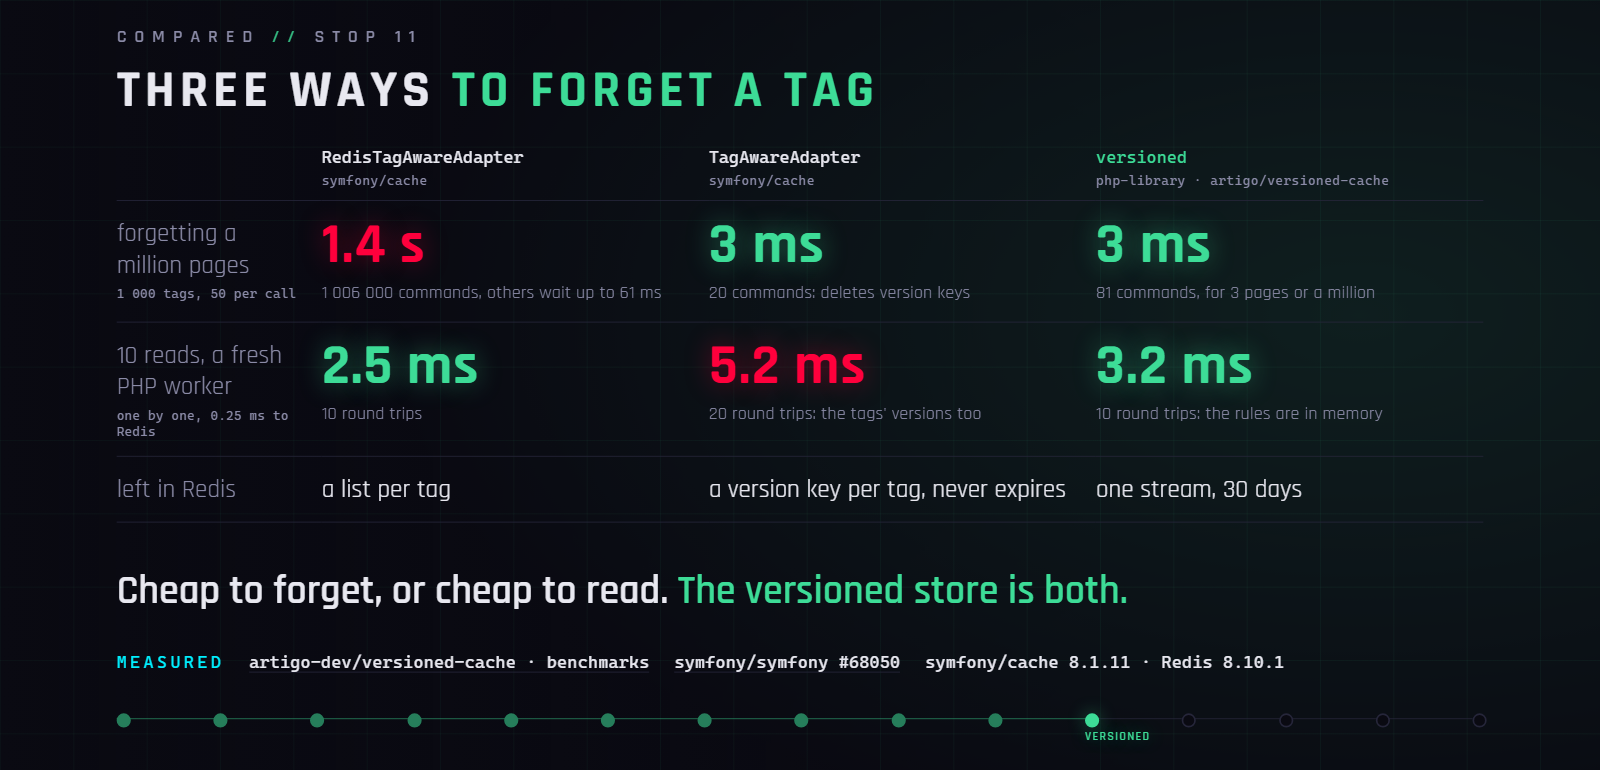 COMPARED // STOP 11
THREE WAYS TO FORGET A TAG
RedisTagAwareAdapter
symfony/cache
TagAwareAdapter
symfony/cache
versioned
php-library · artigo/versioned-cache
forgetting a
million pages
1 000 tags, 50 per call
1.4 s
1 006 000 commands, others wait up to 61 ms
3 ms
20 commands: deletes version keys
3 ms
81 commands, for 3 pages or a million
10 reads, a fresh
PHP worker
one by one, 0.25 ms to
Redis
2.5 ms
10 round trips
5.2 ms
20 round trips: the tags' versions too
3.2 ms
10 round trips: the rules are in memory
left in Redis
a list per tag
a version key per tag, never expires
one stream, 30 days
Cheap to forget, or cheap to read. The versioned store is both.
MEASURED artigo-dev/versioned-cache · benchmarks symfony/symfony #68050 symfony/cache 8.1.11 · Redis 8.10.1
VERSIONED